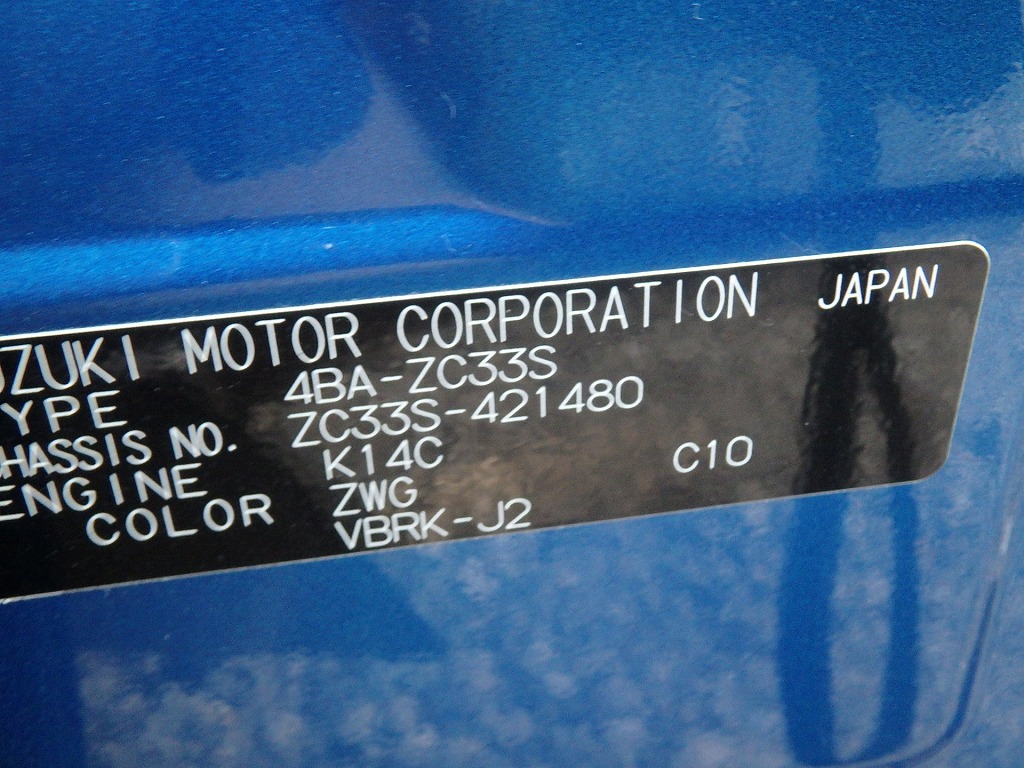 UZUKI MOTOR CORPORATION JAPAN
YPE 4BA-ZC33S
HASSIS NO. ZC33S-421480
ENGINE K14C
COLOR ZWG C10
VBRK-J2